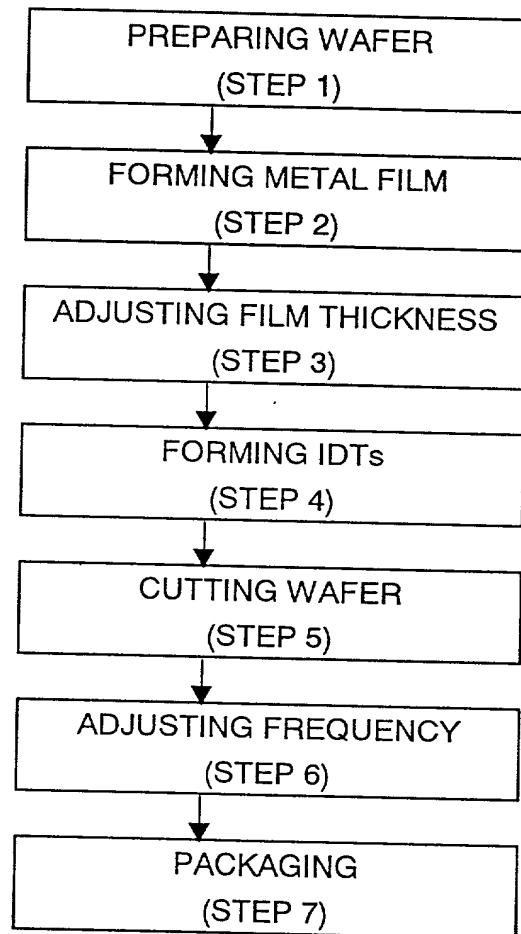 PREPARING WAFER
(STEP 1)
FORMING METAL FILM
(STEP 2)
ADJUSTING FILM THICKNESS
(STEP 3)
FORMING IDTs
(STEP 4)
CUTTING WAFER
(STEP 5)
ADJUSTING FREQUENCY
(STEP 6)
PACKAGING
(STEP 7)